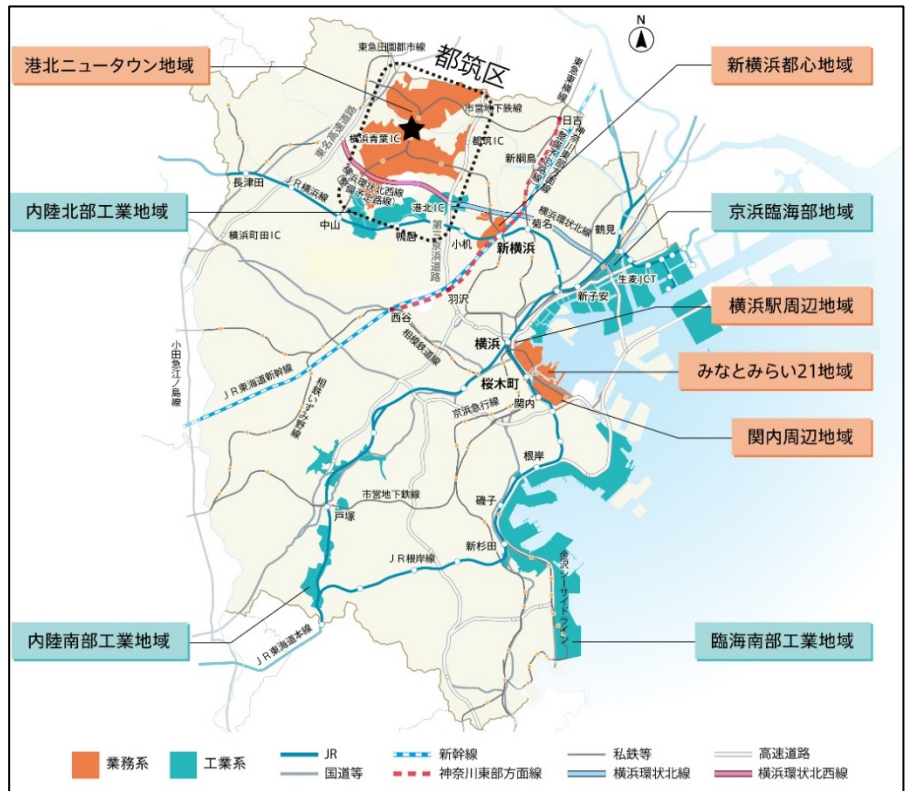 N
東急田園都市線
都筑区
港北ニュータウン地域
東急東横線
新横浜都心地域
市営地下鉄線
日吉
神奈川東部方面線
(整備予定路線)
東名高速道路
横浜青葉IC
都筑IC
新綱島
長津田
JR横浜線
横浜環状北西線
(整備予定路線)
内陸北部工業地域
港北IC
横浜環状北線
京浜臨海部地域
中山
鴨居
第三京浜道路
小机
菊名
鶴見
横浜町田IC
新横浜
生麦JCT
新子安
羽沢
横浜駅周辺地域
西谷
横浜
小田急江ノ島線
JR東海道新幹線
相模鉄道線
みなとみらい21地域
相鉄いずみ野線
桜木町
京浜急行線
関内
関内周辺地域
根岸
市営地下鉄線
磯子
戸塚
新杉田
JR根岸線
金沢シーサイドライン
内陸南部工業地域
臨海南部工業地域
JR東海道本線
業務系
工業系
JR
新幹線
私鉄等
高速道路
国道等
神奈川東部方面線
横浜環状北線
横浜環状北西線